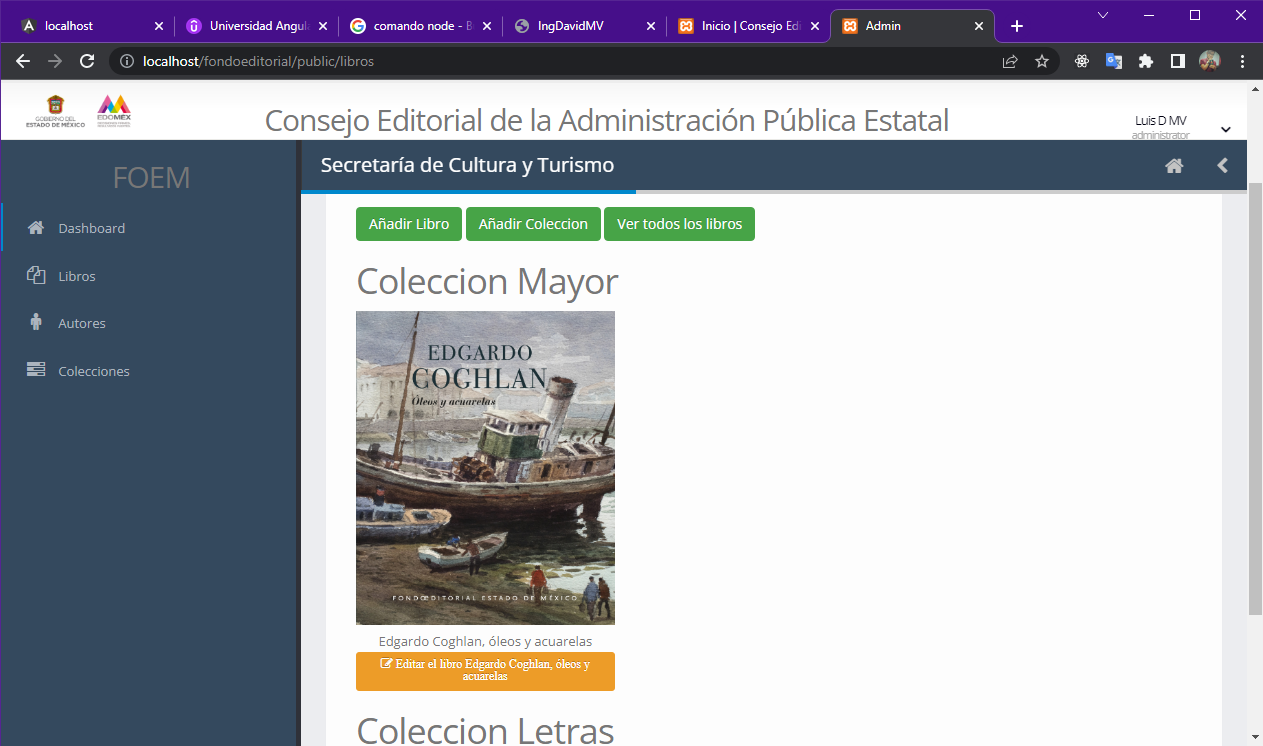 localhost
Universidad Angul
comando node - B
IngDavidMV
Inicio | Consejo Edi
Admin
localhost/fondoeditorial/public/libros
GOBIERNO DEL
ESTADO DE MÉXICO
EDOMÉX
Consejo Editorial de la Administración Pública Estatal
Luis D MV
administrator
FOEM
Secretaría de Cultura y Turismo
Dashboard
Libros
Autores
Colecciones
Añadir Libro
Añadir Coleccion
Ver todos los libros
Coleccion Mayor
EDGARDO
COGHLAN
Óleos y acuarelas
FONDOEDITORIAL ESTADO DE MÉXICO
Edgardo Coghlan, óleos y acuarelas
Editar el libro Edgardo Coghlan, óleos y
acuarelas
Coleccion Letras